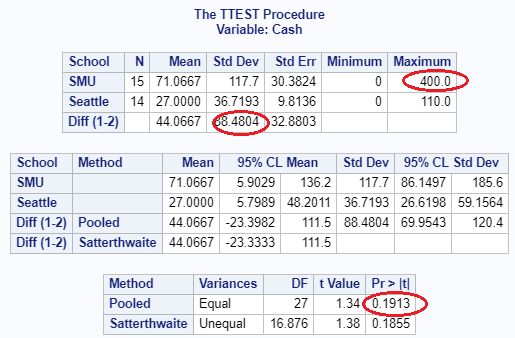 The TTEST Procedure
Variable: Cash
School N Mean Std Dev Std Err Minimum Maximum
SMU 15 71.0667 117.7 30.3824 0 400.0
Seattle 14 27.0000 36.7193 9.8136 0 110.0
Diff (1-2) 44.0667 88.4804 32.8803
School Method Mean 95% CL Mean Std Dev 95% CL Std Dev
SMU 71.0667 5.9029 136.2 117.7 86.1497 185.6
Seattle 27.0000 5.7989 48.2011 36.7193 26.6198 59.1564
Diff (1-2) Pooled 44.0667 -23.3982 111.5 88.4804 69.9543 120.4
Diff (1-2) Satterthwaite 44.0667 -23.3333 111.5
Method Variances DF t Value Pr > |t|
Pooled Equal 27 1.34 0.1913
Satterthwaite Unequal 16.876 1.38 0.1855